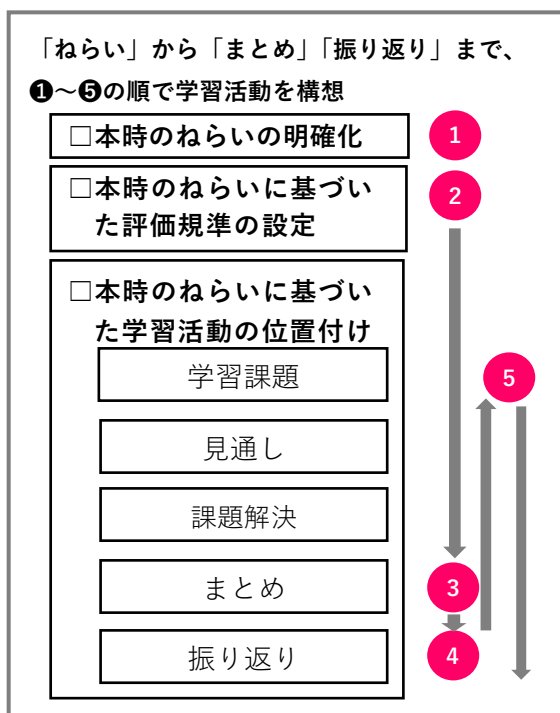 「ねらい」から「まとめ」「振り返り」まで、
❶～❺の順で学習活動を構想
□本時のねらいの明確化
1
□本時のねらいに基づい
た評価規準の設定
2
□本時のねらいに基づい
た学習活動の位置付け
学習課題
5
見通し
課題解決
まとめ
3
振り返り
4